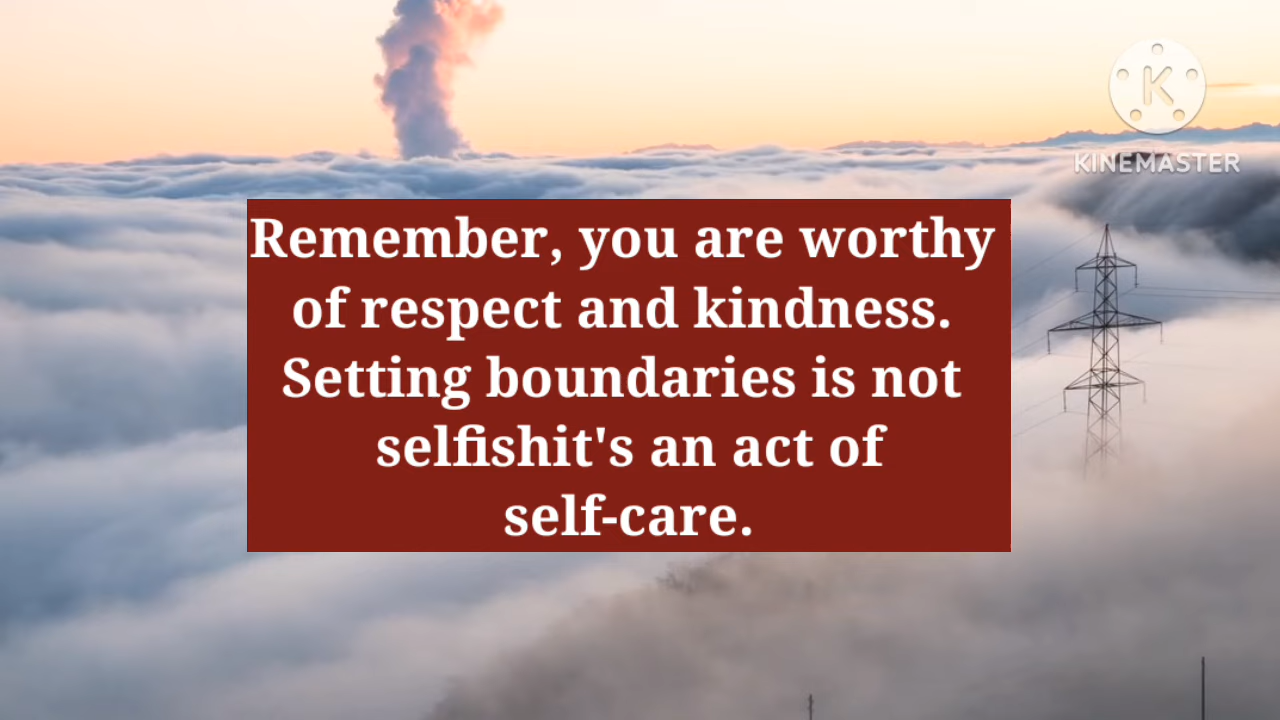 KINEMASTER
Remember, you are worthy
of respect and kindness.
Setting boundaries is not
selfishit's an act of
self-care.